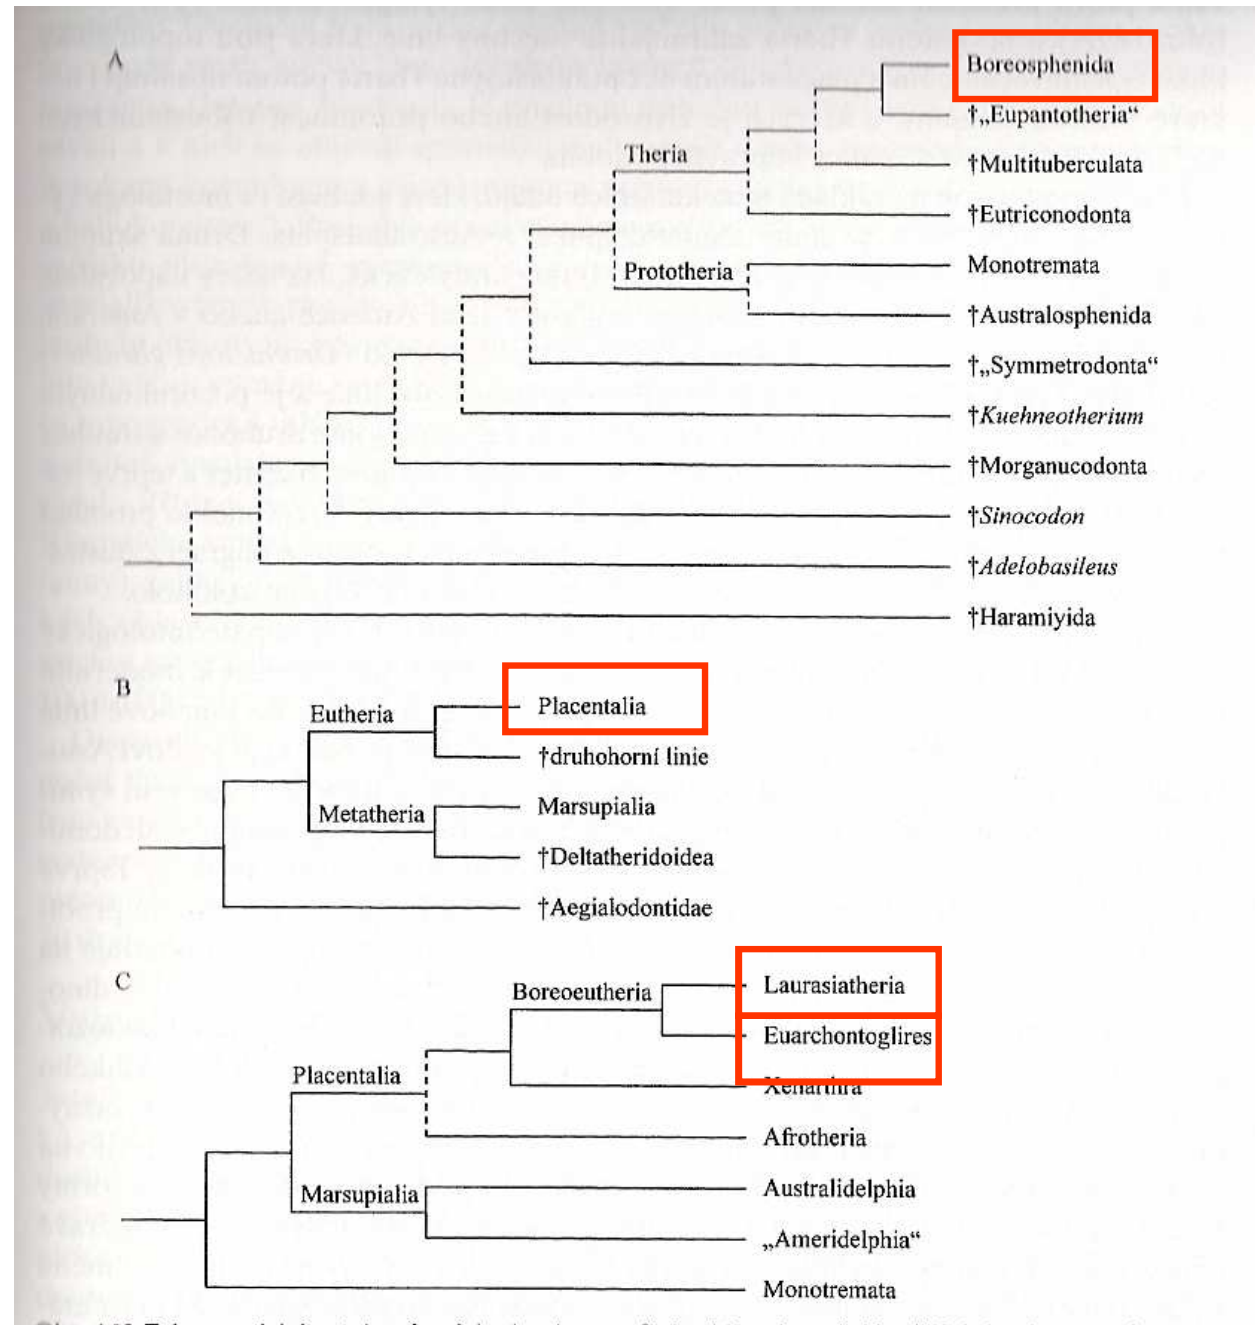 A
Boreosphenida
†„Eupantotheria“
Theria
†Multituberculata
†Eutriconodonta
Prototheria
Monotremata
†Australosphenida
†„Symmetrodonta“
†Kuehneotherium
†Morganucodonta
†Sinocodon
†Adelobasileus
†Haramiyida
B
Eutheria
Placentalia
†druhohorní linie
Metatheria
Marsupialia
†Deltatheridoidea
†Aegialodontidae
C
Boreoeutheria
Laurasiatheria
Euarchontoglires
Placentalia
Xenarthra
Afrotheria
Marsupialia
Australidelphia
„Ameridelphia“
Monotremata